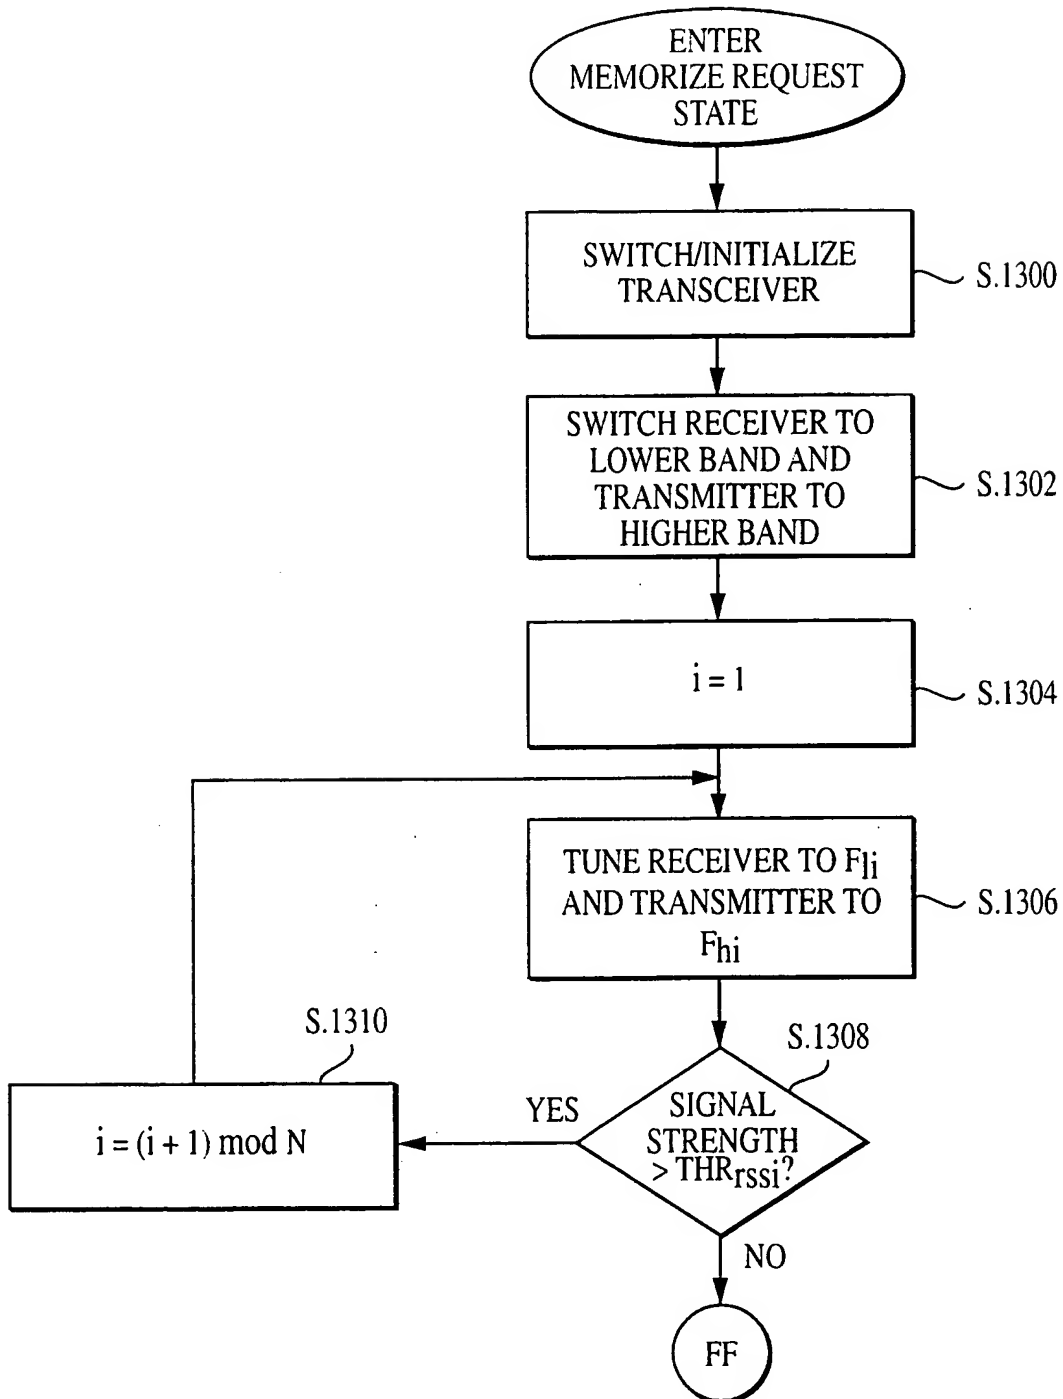 ENTER
MEMORIZE REQUEST
STATE
SWITCH/INITIALIZE
TRANSCEIVER
S.1300
SWITCH RECEIVER TO
LOWER BAND AND
TRANSMITTER TO
HIGHER BAND
S.1302
i = 1
S.1304
TUNE RECEIVER TO Fli
AND TRANSMITTER TO
Fhi
S.1306
S.1308
SIGNAL
STRENGTH
> THRrssi?
YES
S.1310
i = (i + 1) mod N
NO
FF